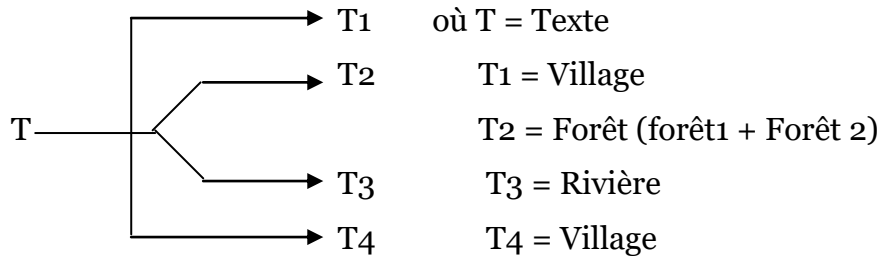 T1 où T = Texte
T2 T1 = Village
T T2 = Forêt (forêt1 + Forêt 2)
T3 T3 = Rivière
T4 T4 = Village